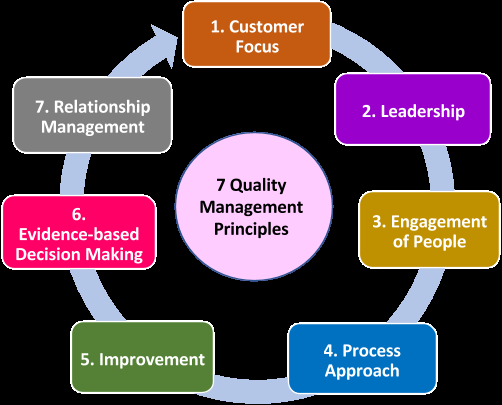 1. Customer
Focus
2. Leadership
3. Engagement
of People
4. Process
Approach
5. Improvement
6.
Evidence-based
Decision Making
7. Relationship
Management
7 Quality
Management
Principles